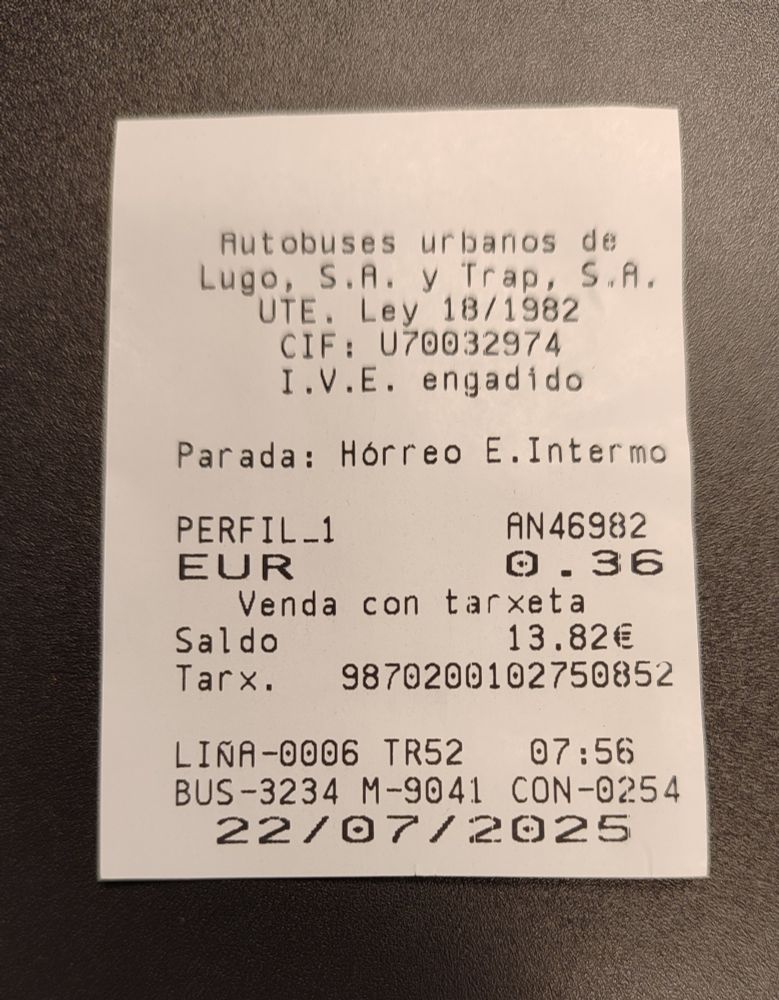 Autobuses urbanos de
Lugo, S.A. y Trap, S.A.
UTE. Ley 18/1982
CIF: U70032974
I.V.E. engadido
Parada: Hórreo E.Intermo
PERFIL_1 AN46982
EUR 0.36
Venda con tarxeta
Saldo 13.82€
Tarx. 9870200102750852
LIÑA-0006 TR52 07:56
BUS-3234 M-9041 CON-0254
22/07/2025